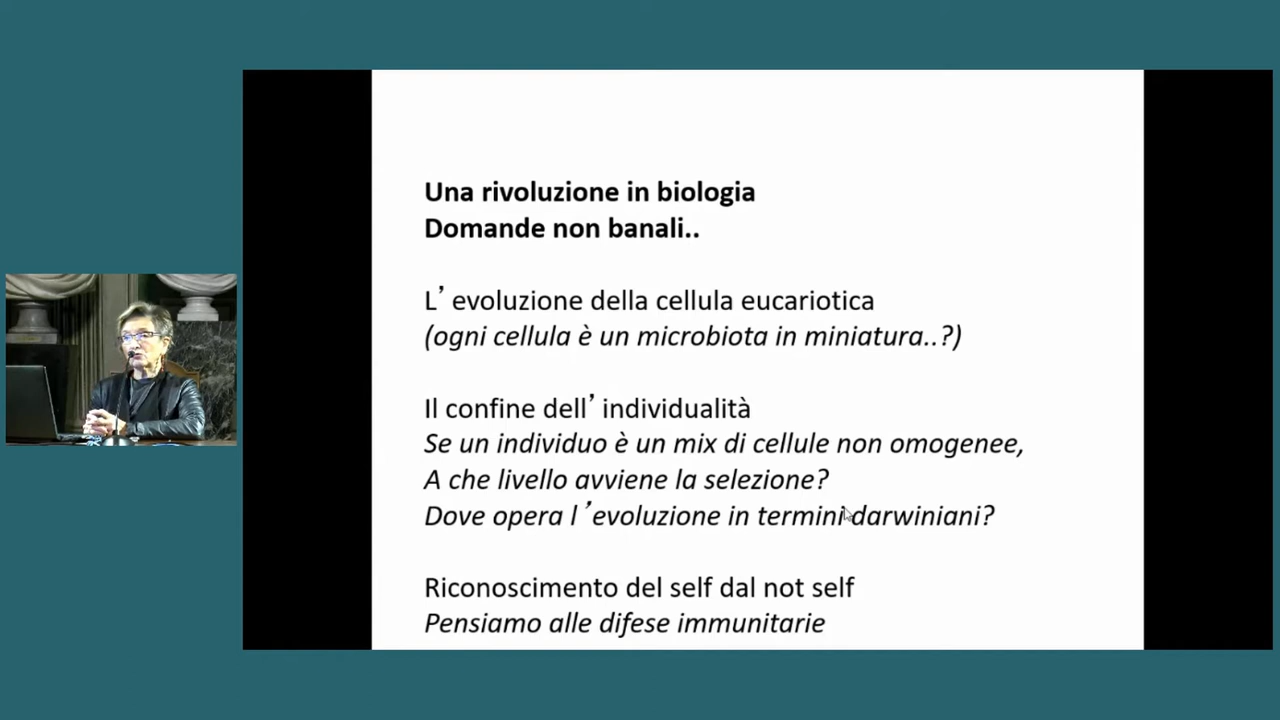 Una rivoluzione in biologia
Domande non banali..
L’ evoluzione della cellula eucariotica
(ogni cellula è un microbiota in miniatura..?)
Il confine dell’ individualità
Se un individuo è un mix di cellule non omogenee,
A che livello avviene la selezione?
Dove opera l ’evoluzione in termini darwiniani?
Riconoscimento del self dal not self
Pensiamo alle difese immunitarie